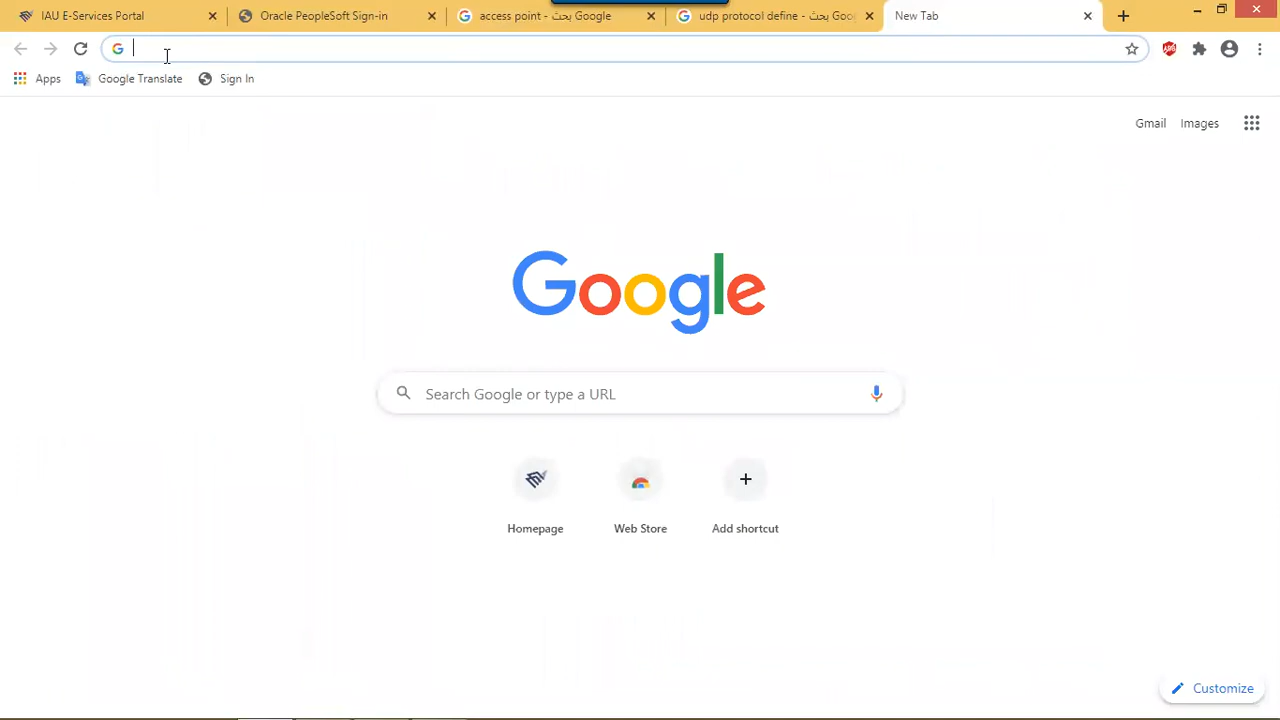 IAU E-Services Portal
Oracle PeopleSoft Sign-in
access point - بحث Google
udp protocol define - بحث Goo
New Tab
Apps
Google Translate
Sign In
Gmail
Images
Google
Search Google or type a URL
Homepage
Web Store
Add shortcut
Customize